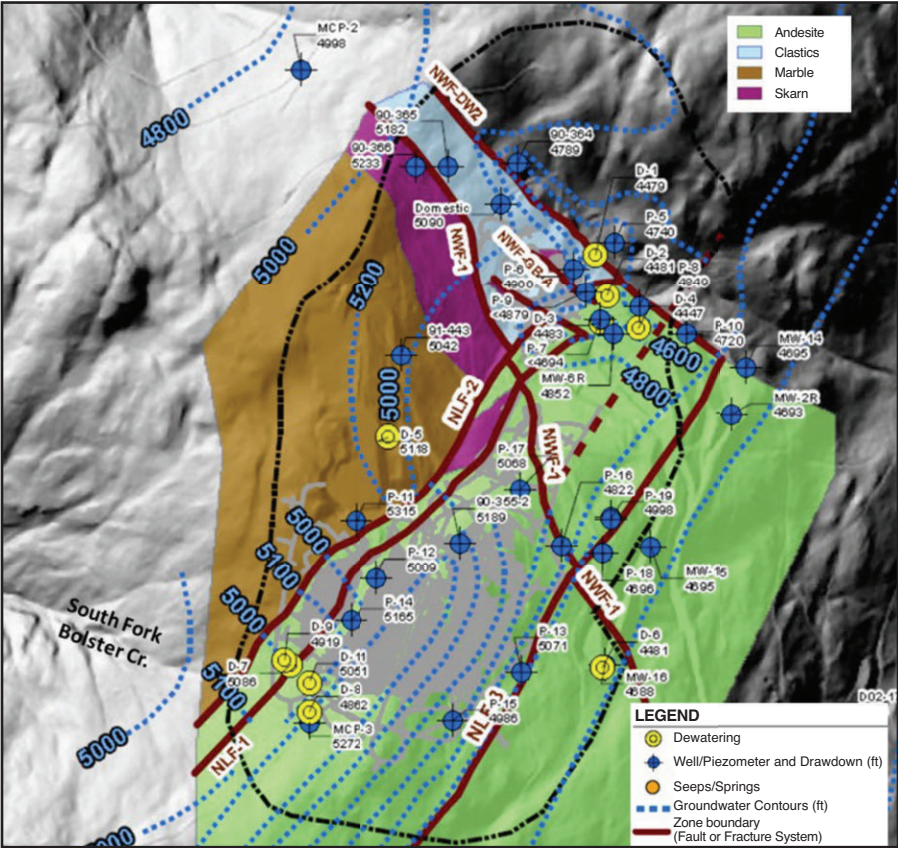 MCP-2
4998
Andesite
Clastics
Marble
Skarn
NWF-DW2
4800
90-365
5182
90-364
4789
90-366
5233
D-1
4479
Domestic
5090
P-5
4740
5000
NWF-1
D-2
4481
P-8
5200
P-6
4900
D-4
4447
P-9
<4879
D-3
4483
P-10
4720
MW-14
4695
91-443
5042
P-7
<4694
4600
MW-6R
4852
4800
MW-2R
4693
5000
NLF-2
D-5
5118
P-17
5068
NWF-1
P-16
4822
P-11
5315
90-355-2
5189
P-19
4998
5000
5100
P-12
5009
P-18
4696
MW-15
4695
5000
P-14
5165
NWF-1
South Fork
Bolster Cr.
D-9
4919
P-13
5071
D-6
4481
D-7
5086
D-11
5051
5100
D-8
4862
MW-16
4688
P-15
4986
NLF-3
MCP-3
5272
5000
NLF-1
LEGEND
Dewatering
Well/Piezometer and Drawdown (ft)
Seeps/Springs
Groundwater Contours (ft)
Zone boundary
(Fault or Fracture System)